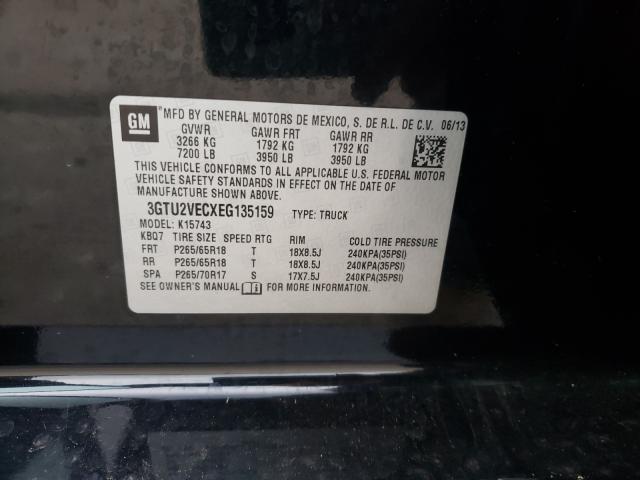 GM
®MFD BY GENERAL MOTORS DE MEXICO, S. DE R.L. DE C.V. 06/13
GVWR GAWR FRT GAWR RR
3266 KG 1792 KG 1792 KG
7200 LB 3950 LB 3950 LB
THIS VEHICLE CONFORMS TO ALL APPLICABLE U.S. FEDERAL MOTOR
VEHICLE SAFETY STANDARDS IN EFFECT ON THE DATE OF
MANUFACTURE SHOWN ABOVE.
3GTU2VECXEG135159 TYPE: TRUCK
MODEL: K15743
KBQ7 TIRE SIZE SPEED RTG RIM COLD TIRE PRESSURE
FRT P265/65R18 T 18X8.5J 240KPA(35PSI)
RR P265/65R18 T 18X8.5J 240KPA(35PSI)
SPA P265/70R17 S 17X7.5J 240KPA(35PSI)
SEE OWNER'S MANUAL FOR MORE INFORMATION.